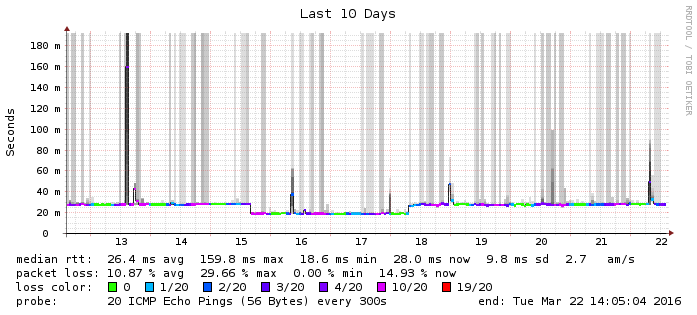 Last 10 Days
RRDTOOL / TOBI OETIKER
Seconds
180 m
160 m
140 m
120 m
100 m
80 m
60 m
40 m
20 m
0
13 14 15 16 17 18 19 20 21 22
median rtt: 26.4 ms avg 159.8 ms max 18.6 ms min 28.0 ms now 9.8 ms sd 2.7 am/s
packet loss: 10.87 % avg 29.66 % max 0.00 % min 14.93 % now
loss color: 0 1/20 2/20 3/20 4/20 10/20 19/20
probe: 20 ICMP Echo Pings (56 Bytes) every 300s end: Tue Mar 22 14:05:04 2016